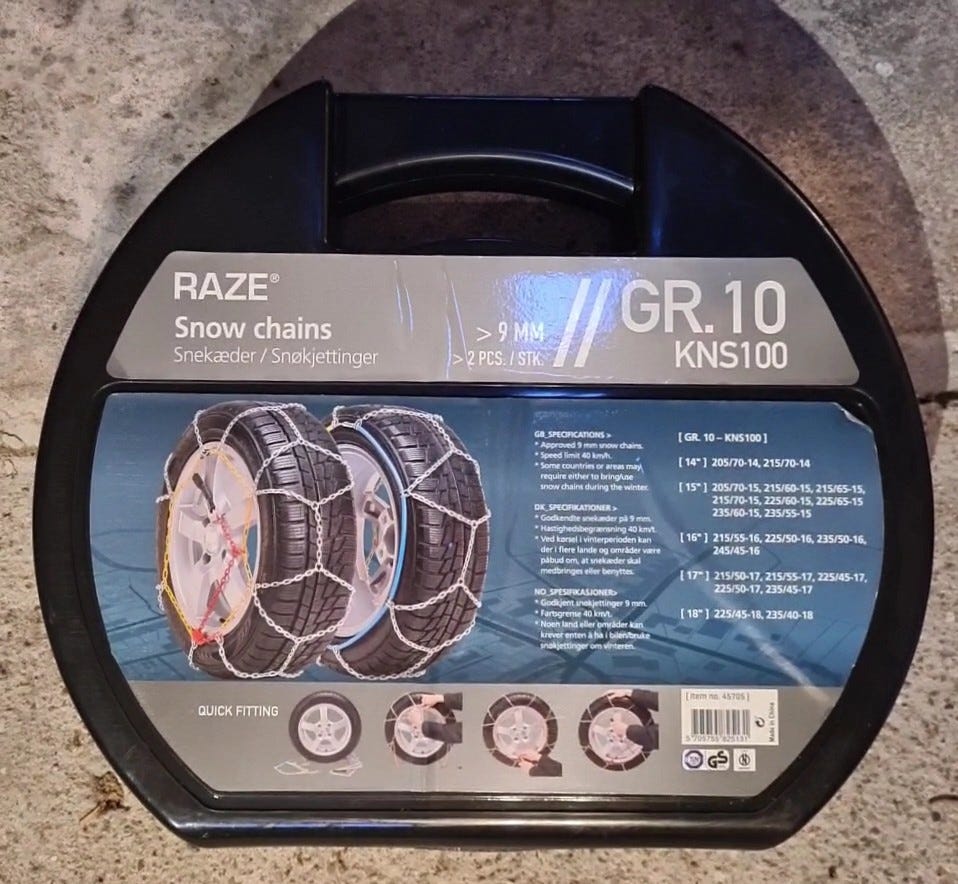 RAZE®
Snow chains
Snekæder / Snøkjettinger
> 9 MM
> 2 PCS. / STK.
// GR. 10
KNS100
GB_SPECIFICATIONS >
* Approved 9 mm snow chains.
* Speed limit 40 km/h.
* Some countries or areas may
require either to bring/use
snow chains during the winter.
DK_SPECIFIKATIONER >
* Godkendte snekæder på 9 mm.
* Hastighedsbegrænsning 40 km/t.
* Ved kørsel i vinterperioden kan
der i flere lande og områder være
påbud om, at snekæder skal
medbringes eller benyttes.
NO_SPESIFIKASJONER>
* Godkjent snøkjettinger 9 mm.
* Fartsgrense 40 km/t.
* Noen land eller områder kan
krever enten å ha i bilen/bruke
snøkjettinger om vinteren.
[ GR. 10 – KNS100 ]
[ 14" ] 205/70-14, 215/70-14
[ 15" ] 205/70-15, 215/60-15, 215/65-15,
215/70-15, 225/60-15, 225/65-15
235/60-15, 235/55-15
[ 16" ] 215/55-16, 225/50-16, 235/50-16,
245/45-16
[ 17" ] 215/50-17, 215/55-17, 225/45-17,
225/50-17, 235/45-17
[ 18" ] 225/45-18, 235/40-18
QUICK FITTING
[ Item no. 45705 ]
5 705755 825131
Made in China
GS